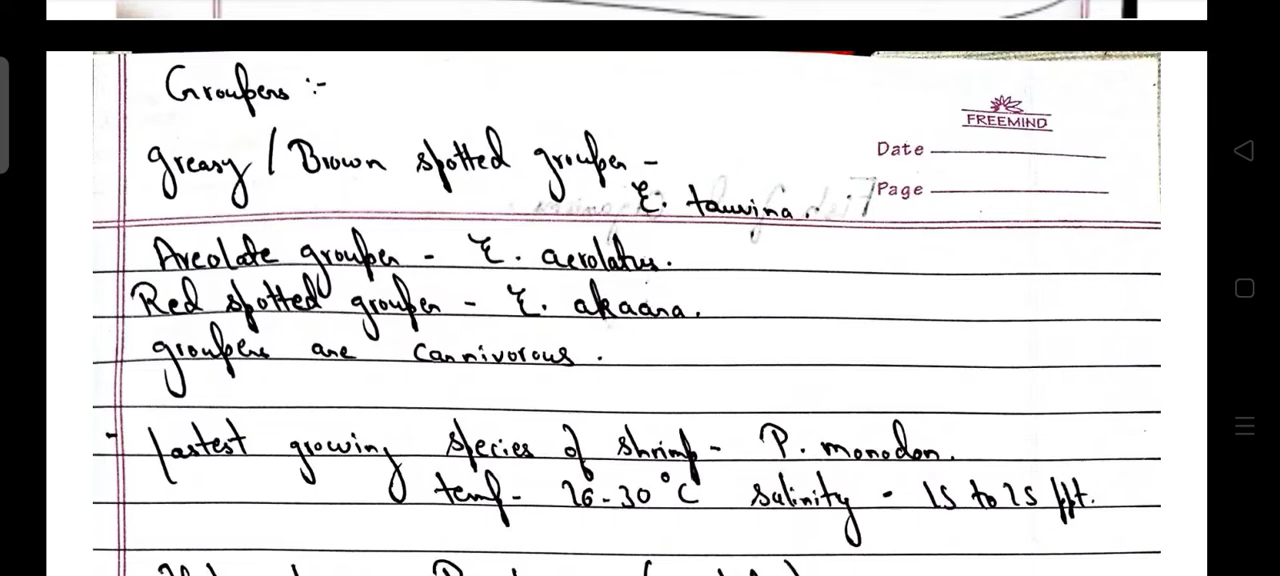 Groupers :-
FREEMIND
greasy / Brown spotted grouper -
Date
E. tauvina.
Page
Areolate grouper - E. aerolatus.
Red spotted grouper - E. akaara.
groupers are carnivorous.
- fastest growing species of shrimp - P. monodon.
temp - 26-30°C salinity - 15 to 25 ppt.